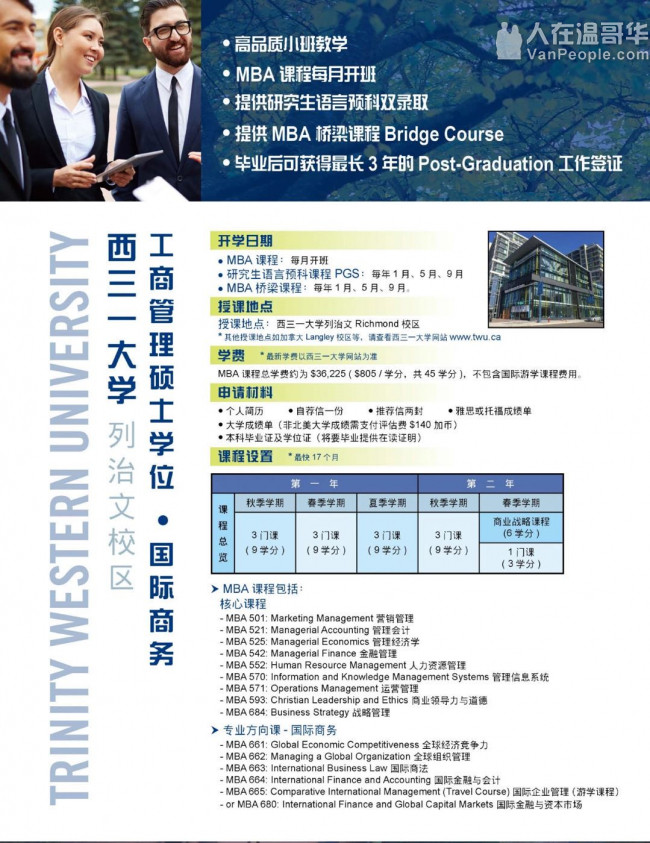 人在温哥华
VanPeople.com
• 高品质小班教学
• MBA 课程每月开班
• 提供研究生语言预科双录取
• 提供 MBA 桥梁课程 Bridge Course
• 毕业后可获得最长 3 年的 Post-Graduation 工作签证
TRINITY WESTERN UNIVERSITY
西三一大学 列治文校区
工商管理硕士学位 • 国际商务
开学日期
• MBA 课程：每月开班
• 研究生语言预科课程 PGS：每年 1 月、5 月、9 月
• MBA 桥梁课程：每年 1 月、5 月、9 月。
授课地点
授课地点：西三一大学列治文 Richmond 校区
* 其他授课地点如加拿大 Langley 校区等，请查看西三一大学网站 www.twu.ca
学费 * 最新学费以西三一大学网站为准
MBA 课程总学费约为 $36,225 ( $805 / 学分，共 45 学分 )，不包含国际游学课程费用。
申请材料
• 个人简历 • 自荐信一份 • 推荐信两封 • 雅思或托福成绩单
• 大学成绩单（非北美大学成绩需支付评估费 $140 加币）
• 本科毕业证及学位证（将要毕业提供在读证明）
课程设置 * 最快 17 个月
第 一 年 第 二 年
课程总览
秋季学期 春季学期 夏季学期 秋季学期 春季学期
3 门课 3 门课 3 门课 3 门课
( 9 学分 ) ( 9 学分 ) ( 9 学分 ) ( 9 学分 )
商业战略课程
(6 学分)
1 门课
( 3 学分 )
➤ MBA 课程包括:
核心课程
- MBA 501: Marketing Management 营销管理
- MBA 521: Managerial Accounting 管理会计
- MBA 525: Managerial Economics 管理经济学
- MBA 542: Managerial Finance 金融管理
- MBA 552: Human Resource Management 人力资源管理
- MBA 570: Information and Knowledge Management Systems 管理信息系统
- MBA 571: Operations Management 运营管理
- MBA 593: Christian Leadership and Ethics 商业领导力与道德
- MBA 684: Business Strategy 战略管理
➤ 专业方向课 - 国际商务
- MBA 661: Global Economic Competitiveness 全球经济竞争力
- MBA 662: Managing a Global Organization 全球组织管理
- MBA 663: International Business Law 国际商法
- MBA 664: International Finance and Accounting 国际金融与会计
- MBA 665: Comparative International Management (Travel Course) 国际企业管理 (游学课程)
- or MBA 680: International Finance and Global Capital Markets 国际金融与资本市场